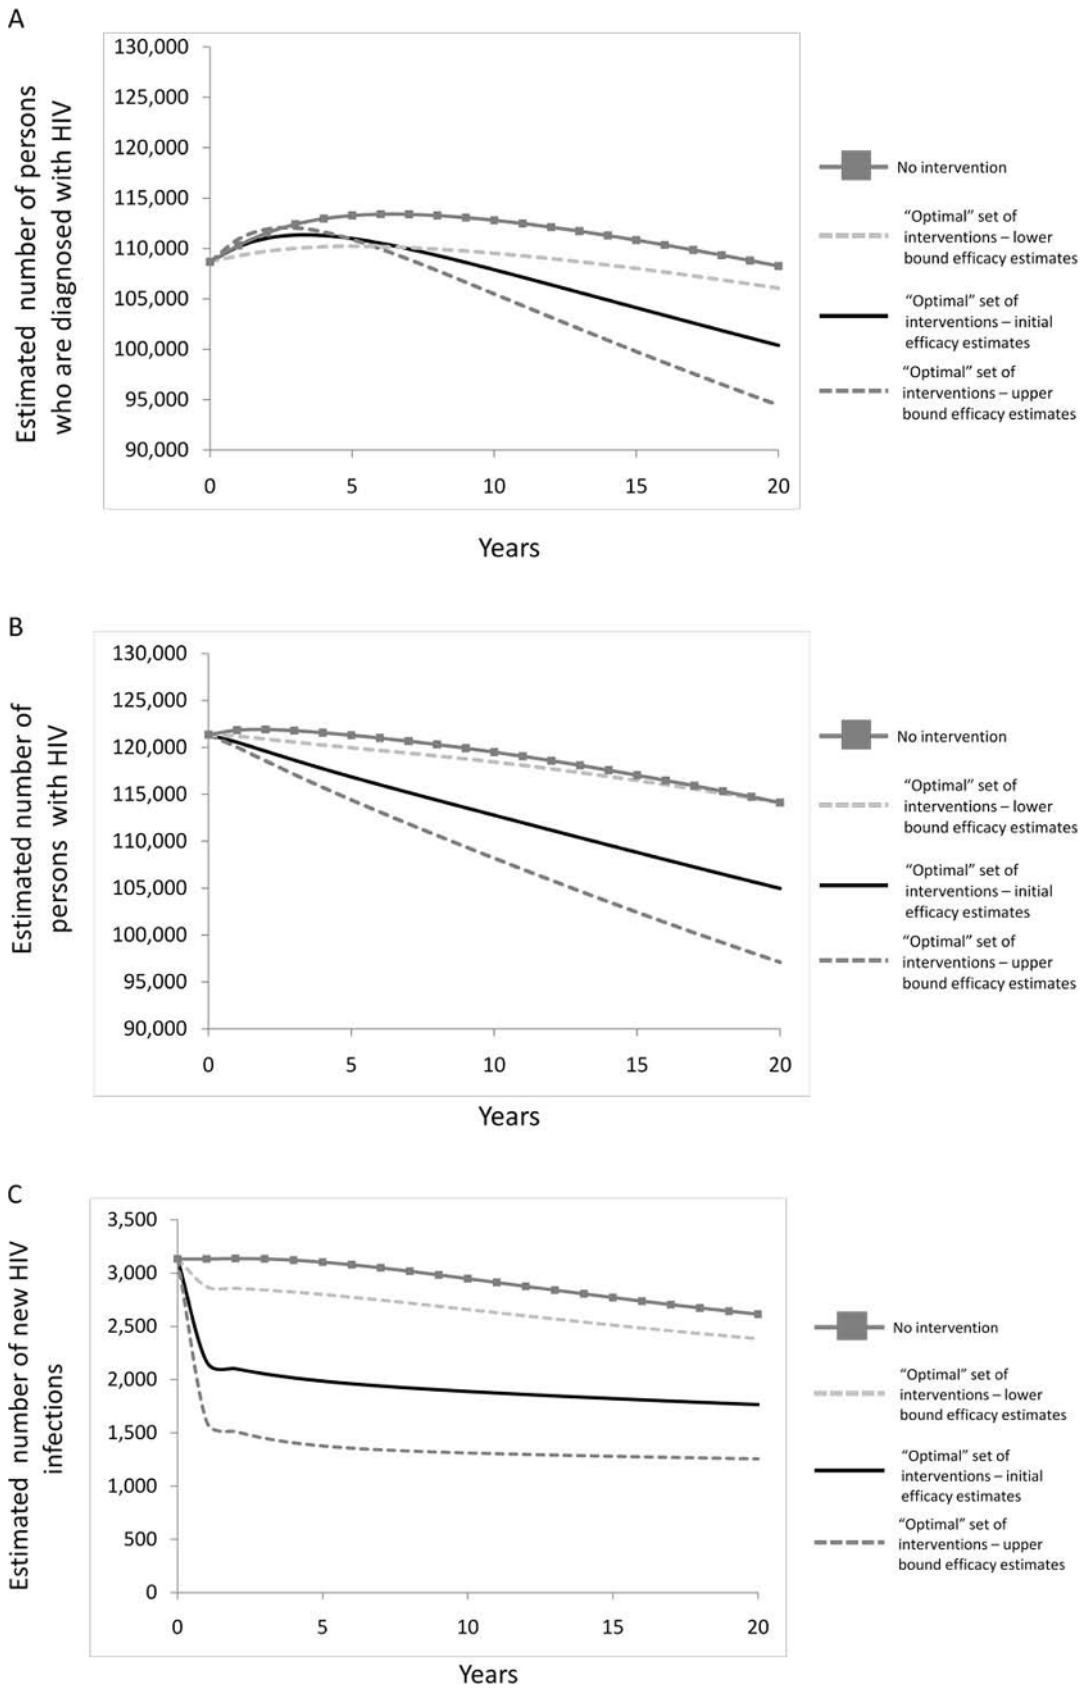 A
Estimated number of persons
who are diagnosed with HIV
130,000
125,000
120,000
115,000
110,000
105,000
100,000
95,000
90,000
0 5 10 15 20
Years
No intervention
“Optimal” set of
interventions – lower
bound efficacy estimates
“Optimal” set of
interventions – initial
efficacy estimates
“Optimal” set of
interventions – upper
bound efficacy estimates
B
Estimated number of
persons with HIV
130,000
125,000
120,000
115,000
110,000
105,000
100,000
95,000
90,000
0 5 10 15 20
Years
No intervention
“Optimal” set of
interventions – lower
bound efficacy estimates
“Optimal” set of
interventions – initial
efficacy estimates
“Optimal” set of
interventions – upper
bound efficacy estimates
C
Estimated number of new HIV
infections
3,500
3,000
2,500
2,000
1,500
1,000
500
0
0 5 10 15 20
Years
No intervention
“Optimal” set of
interventions – lower
bound efficacy estimates
“Optimal” set of
interventions – initial
efficacy estimates
“Optimal” set of
interventions – upper
bound efficacy estimates